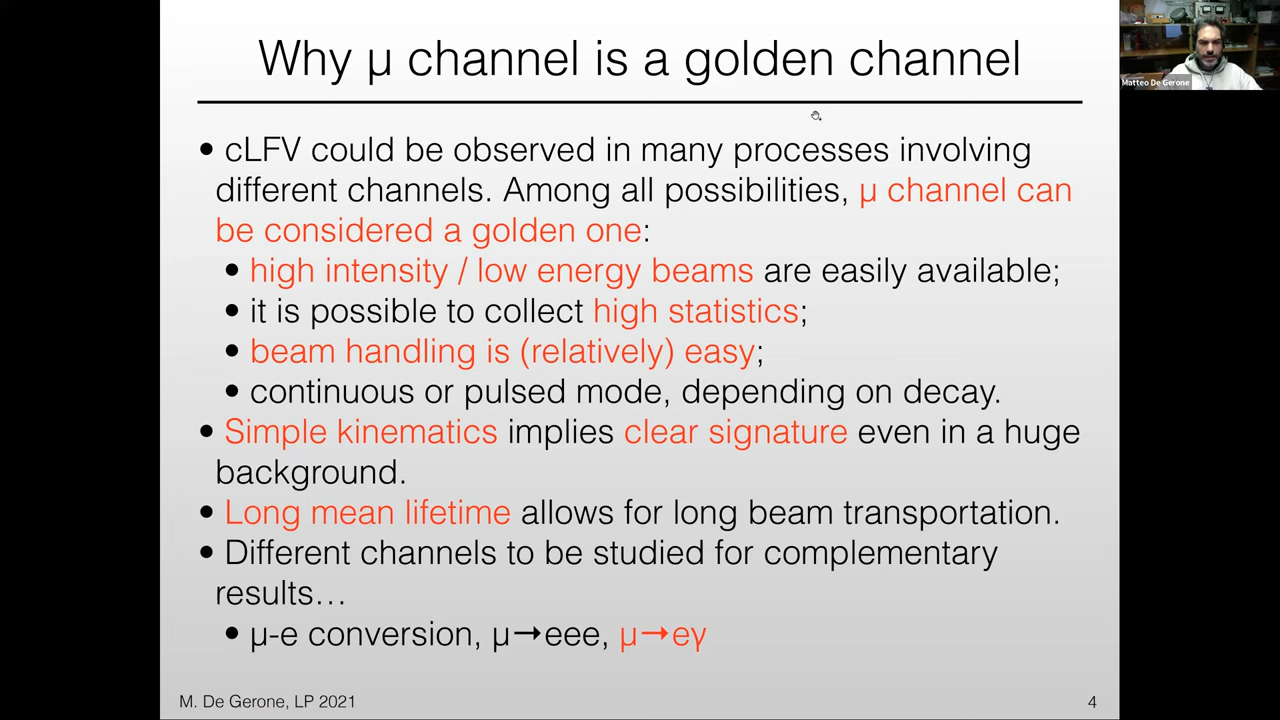 Why µ channel is a golden channel
Matteo De Gerone
• cLFV could be observed in many processes involving
different channels. Among all possibilities, µ channel can
be considered a golden one:
• high intensity / low energy beams are easily available;
• it is possible to collect high statistics;
• beam handling is (relatively) easy;
• continuous or pulsed mode, depending on decay.
• Simple kinematics implies clear signature even in a huge
background.
• Long mean lifetime allows for long beam transportation.
• Different channels to be studied for complementary
results…
• µ-e conversion, µ→eee, µ→eγ
M. De Gerone, LP 2021
4